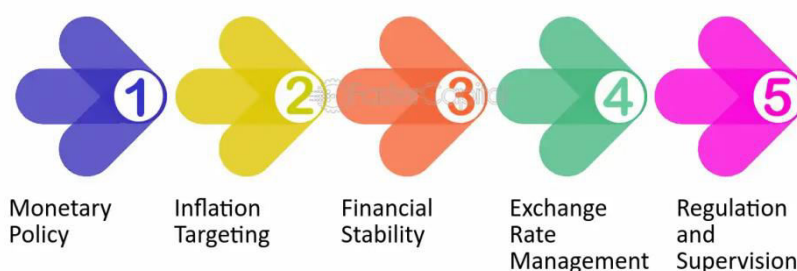 1
2
3
4
5
Monetary
Policy
Inflation
Targeting
Financial
Stability
Exchange
Rate
Management
Regulation
and
Supervision